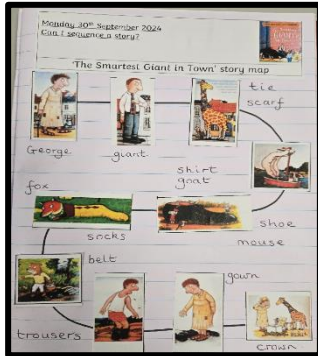 Monday 30th September 2024
Can I sequence a story?
'The Smartest Giant in Town' story map
tie
scarf
George
giant
shirt
goat
fox
shoe
socks
mouse
belt
gown
trousers
crown